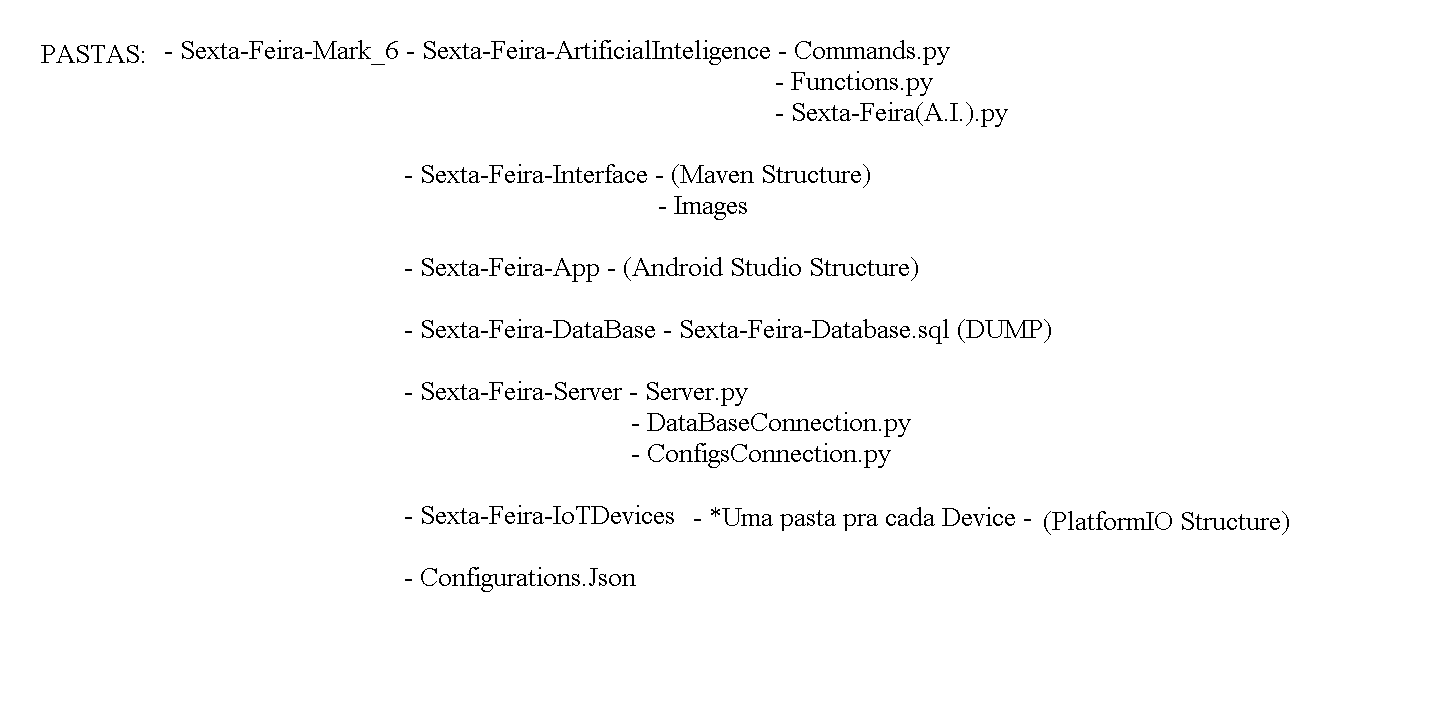 PASTAS: - Sexta-Feira-Mark_6 - Sexta-Feira-ArtificialInteligence - Commands.py
- Functions.py
- Sexta-Feira(A.I.).py
- Sexta-Feira-Interface - (Maven Structure)
- Images
- Sexta-Feira-App - (Android Studio Structure)
- Sexta-Feira-DataBase - Sexta-Feira-Database.sql (DUMP)
- Sexta-Feira-Server - Server.py
- DataBaseConnection.py
- ConfigsConnection.py
- Sexta-Feira-IoTDevices - *Uma pasta pra cada Device - (PlatformIO Structure)
- Configurations.Json